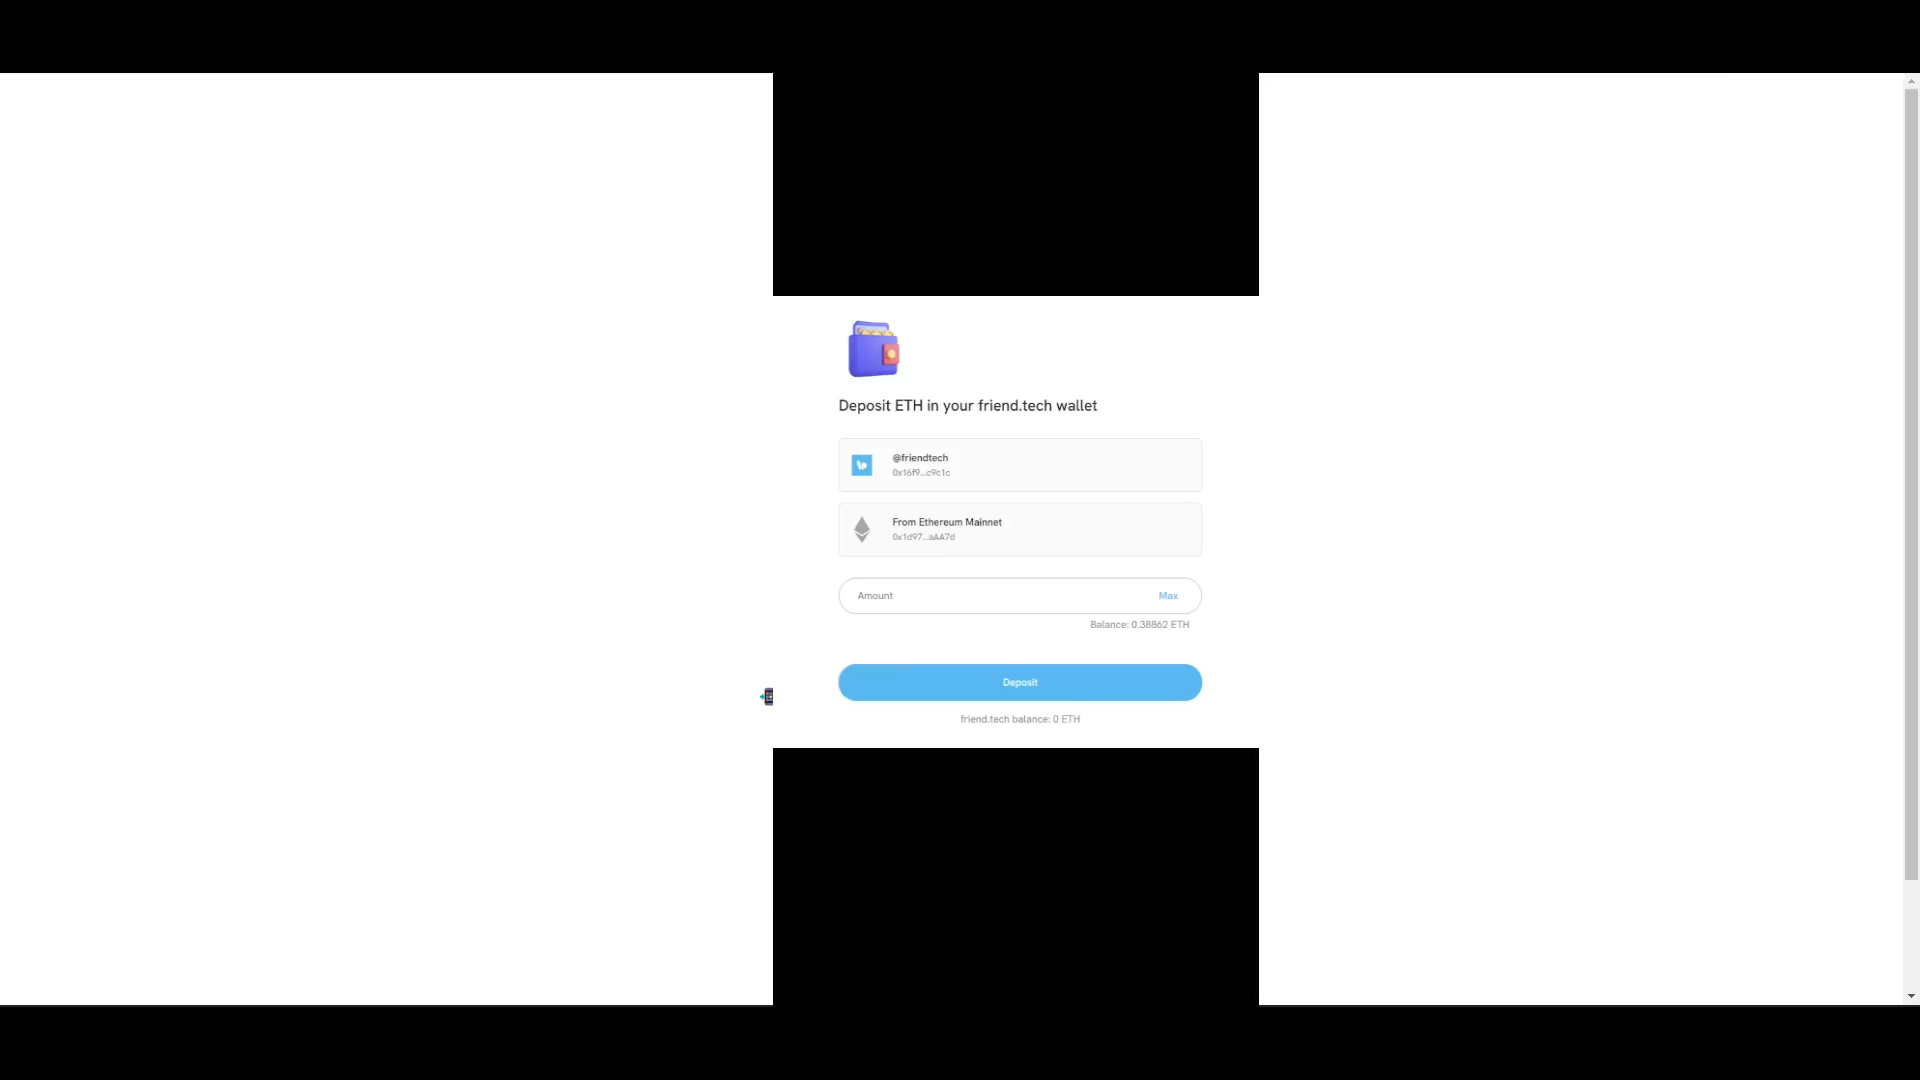 Deposit ETH in your friend.tech wallet
@friendtech
0x16f9...c9c1c
From Ethereum Mainnet
0x1d97...aAA7d
Amount
Max
Balance: 0.38862 ETH
Deposit
friend.tech balance: 0 ETH